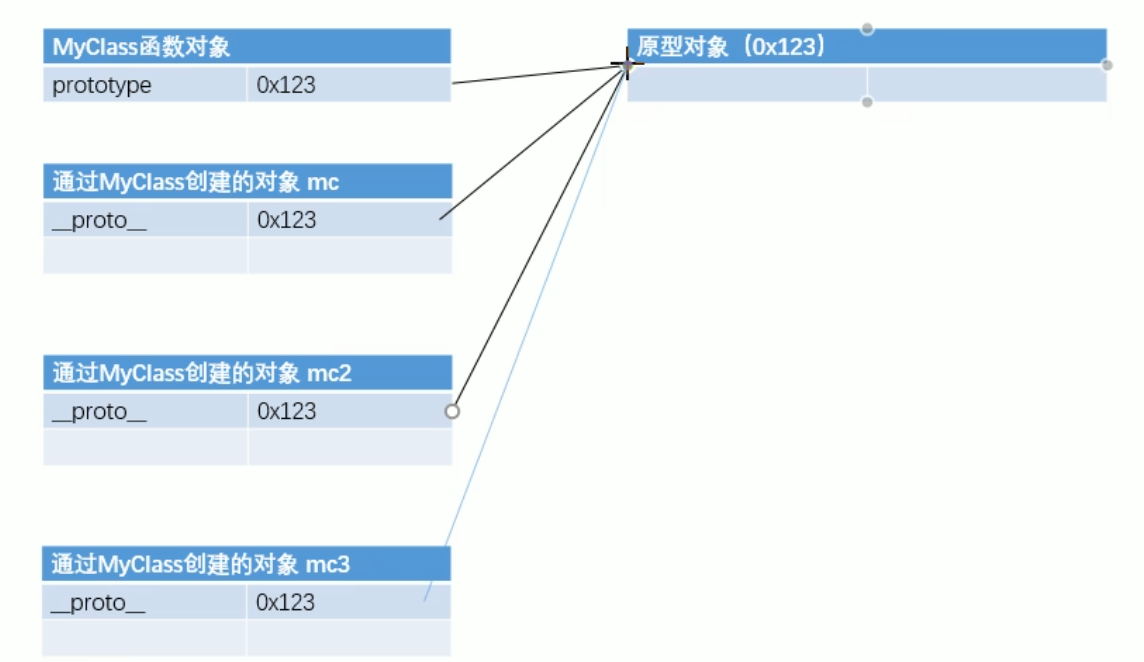 MyClass函数对象
prototype 0x123
原型对象（0x123）
通过MyClass创建的对象 mc
__proto__ 0x123
通过MyClass创建的对象 mc2
__proto__ 0x123
通过MyClass创建的对象 mc3
__proto__ 0x123